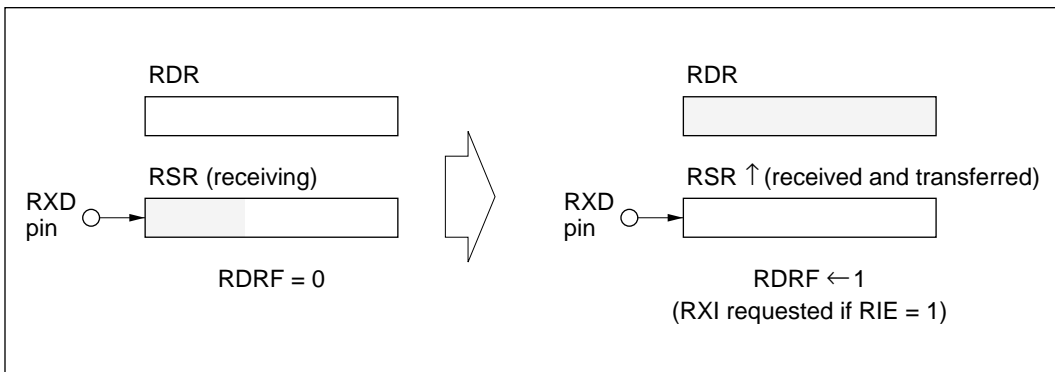 RDR
RSR (receiving)
RXD
pin
RDRF = 0
RDR
RSR ↑ (received and transferred)
RXD
pin
RDRF ← 1
(RXI requested if RIE = 1)